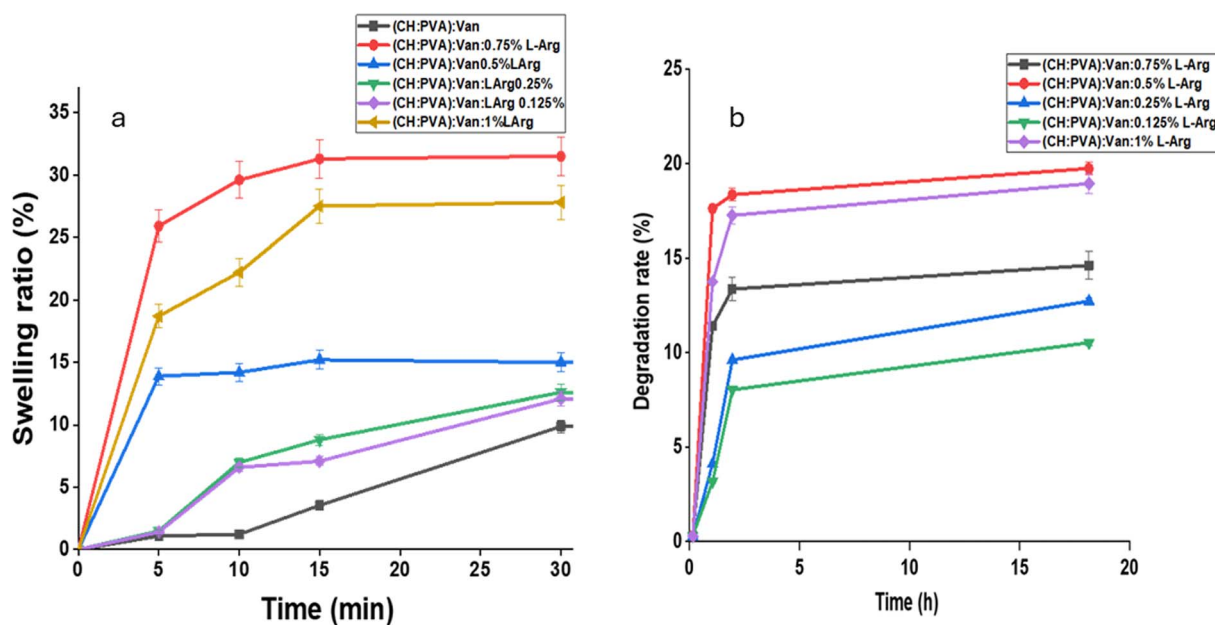 a
(CH:PVA):Van
(CH:PVA):Van:0.75% L-Arg
(CH:PVA):Van0.5%LArg
(CH:PVA):Van:LArg0.25%
(CH:PVA):Van:LArg 0.125%
(CH:PVA):Van:1%LArg
Swelling ratio (%)
35
30
25
20
15
10
5
0
0 5 10 15 20 25 30
Time (min)
b
(CH:PVA):Van:0.75% L-Arg
(CH:PVA):Van:0.5% L-Arg
(CH:PVA):Van:0.25% L-Arg
(CH:PVA):Van:0.125% L-Arg
(CH:PVA):Van:1% L-Arg
Degradation rate (%)
25
20
15
10
5
0
0 5 10 15 20
Time (h)